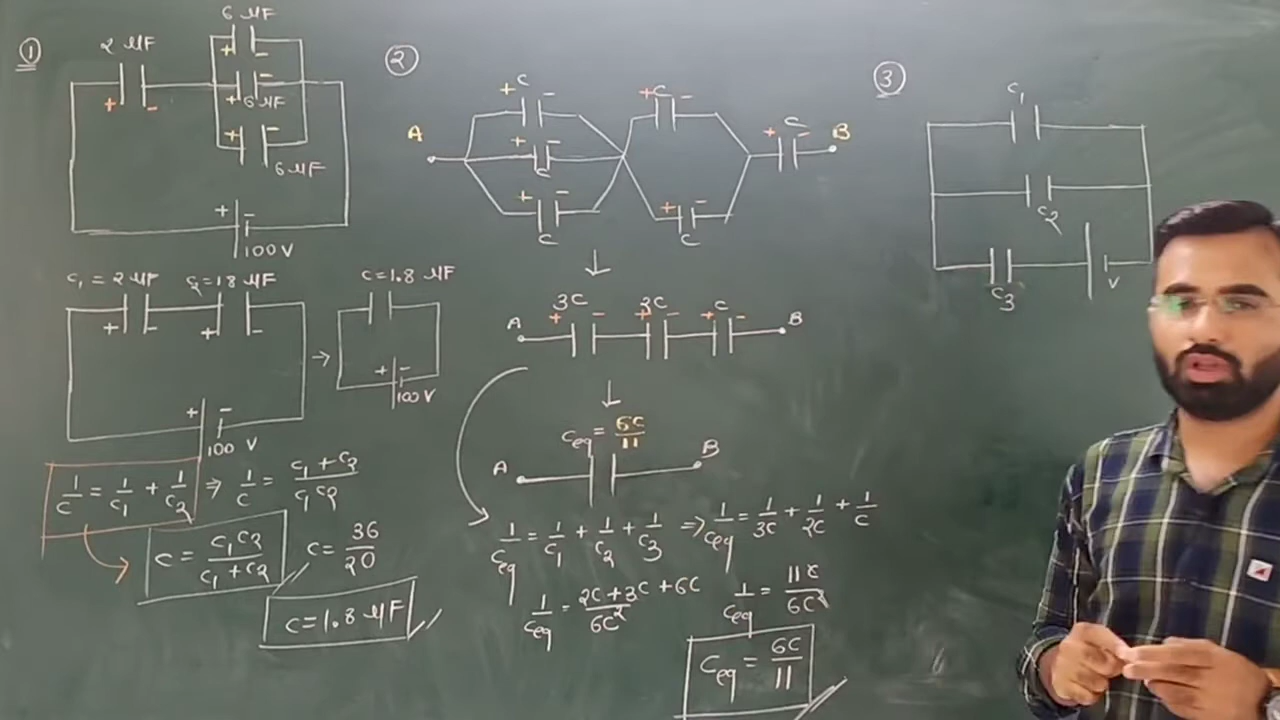 ①
2 μF
6 μF
+ -
+ -
+ -
6 μF
+ -
6 μF
+ -
100 V
C₁ = 2 μF C₂ = 18 μF
+ - + -
+ -
100 V
→
C = 1.8 μF
+ -
100 V
1/C = 1/C₁ + 1/C₂ ⇒ 1/C = (C₁ + C₂)/(C₁C₂)
C = (C₁C₂)/(C₁ + C₂) C = 36/20
C = 1.8 μF
②
A + C - + C - + C - B
+ C -
+ C - + C -
↓
A + 3C - + 2C - + C - B
↓
Ceq = 6C/11
A B
1/Ceq = 1/C₁ + 1/C₂ + 1/C₃ ⇒ 1/Ceq = 1/3C + 1/2C + 1/C
1/Ceq = (2C + 3C + 6C)/6C² 1/Ceq = 11C/6C²
Ceq = 6C/11
③
C₁
C₂
C₃ V